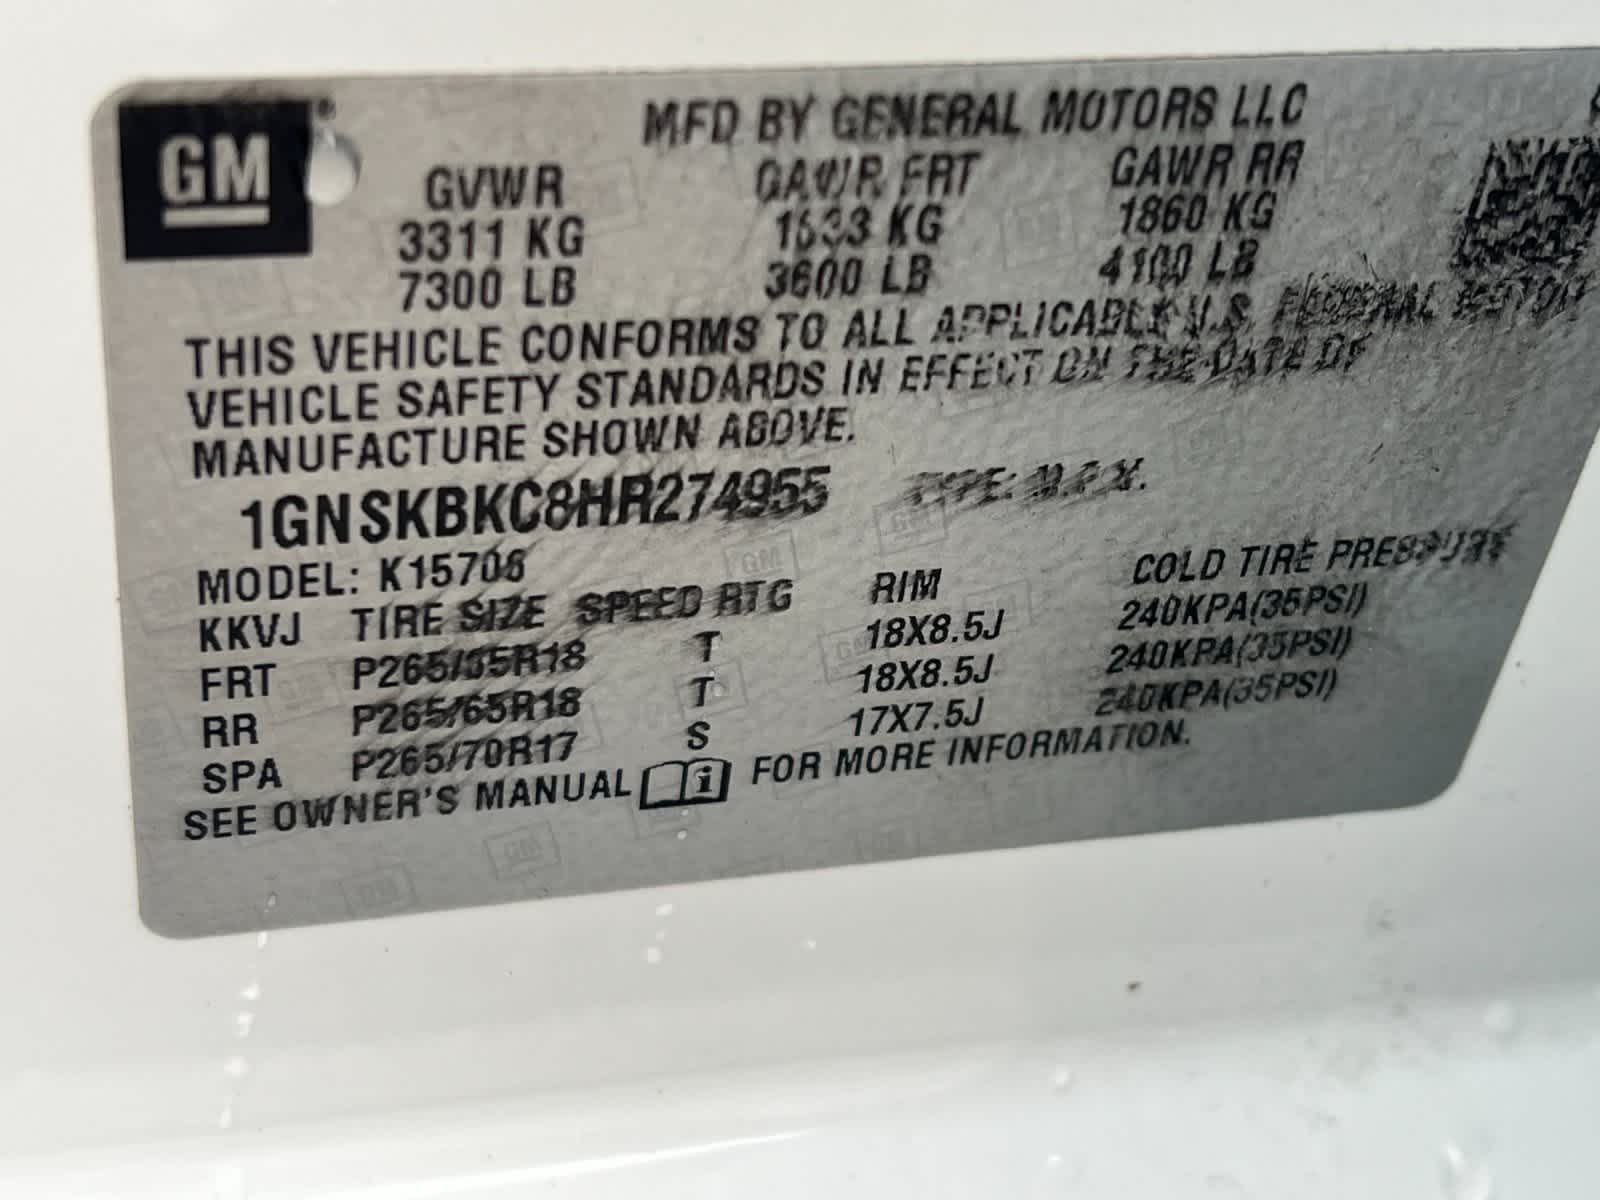 GM
MFD BY GENERAL MOTORS LLC
GVWR GAWR FRT GAWR RR
3311 KG 1633 KG 1860 KG
7300 LB 3600 LB 4100 LB
THIS VEHICLE CONFORMS TO ALL APPLICABLE U.S. FEDERAL MOTOR
VEHICLE SAFETY STANDARDS IN EFFECT ON THE DATE OF
MANUFACTURE SHOWN ABOVE.
1GNSKBKC8HR274955 TYPE: M.P.V.
MODEL: K15706
KKVJ TIRE SIZE SPEED RTG RIM COLD TIRE PRESSURE
FRT P265/65R18 T 18X8.5J 240KPA(35PSI)
RR P265/65R18 T 18X8.5J 240KPA(35PSI)
SPA P265/70R17 S 17X7.5J 240KPA(35PSI)
SEE OWNER'S MANUAL i FOR MORE INFORMATION.